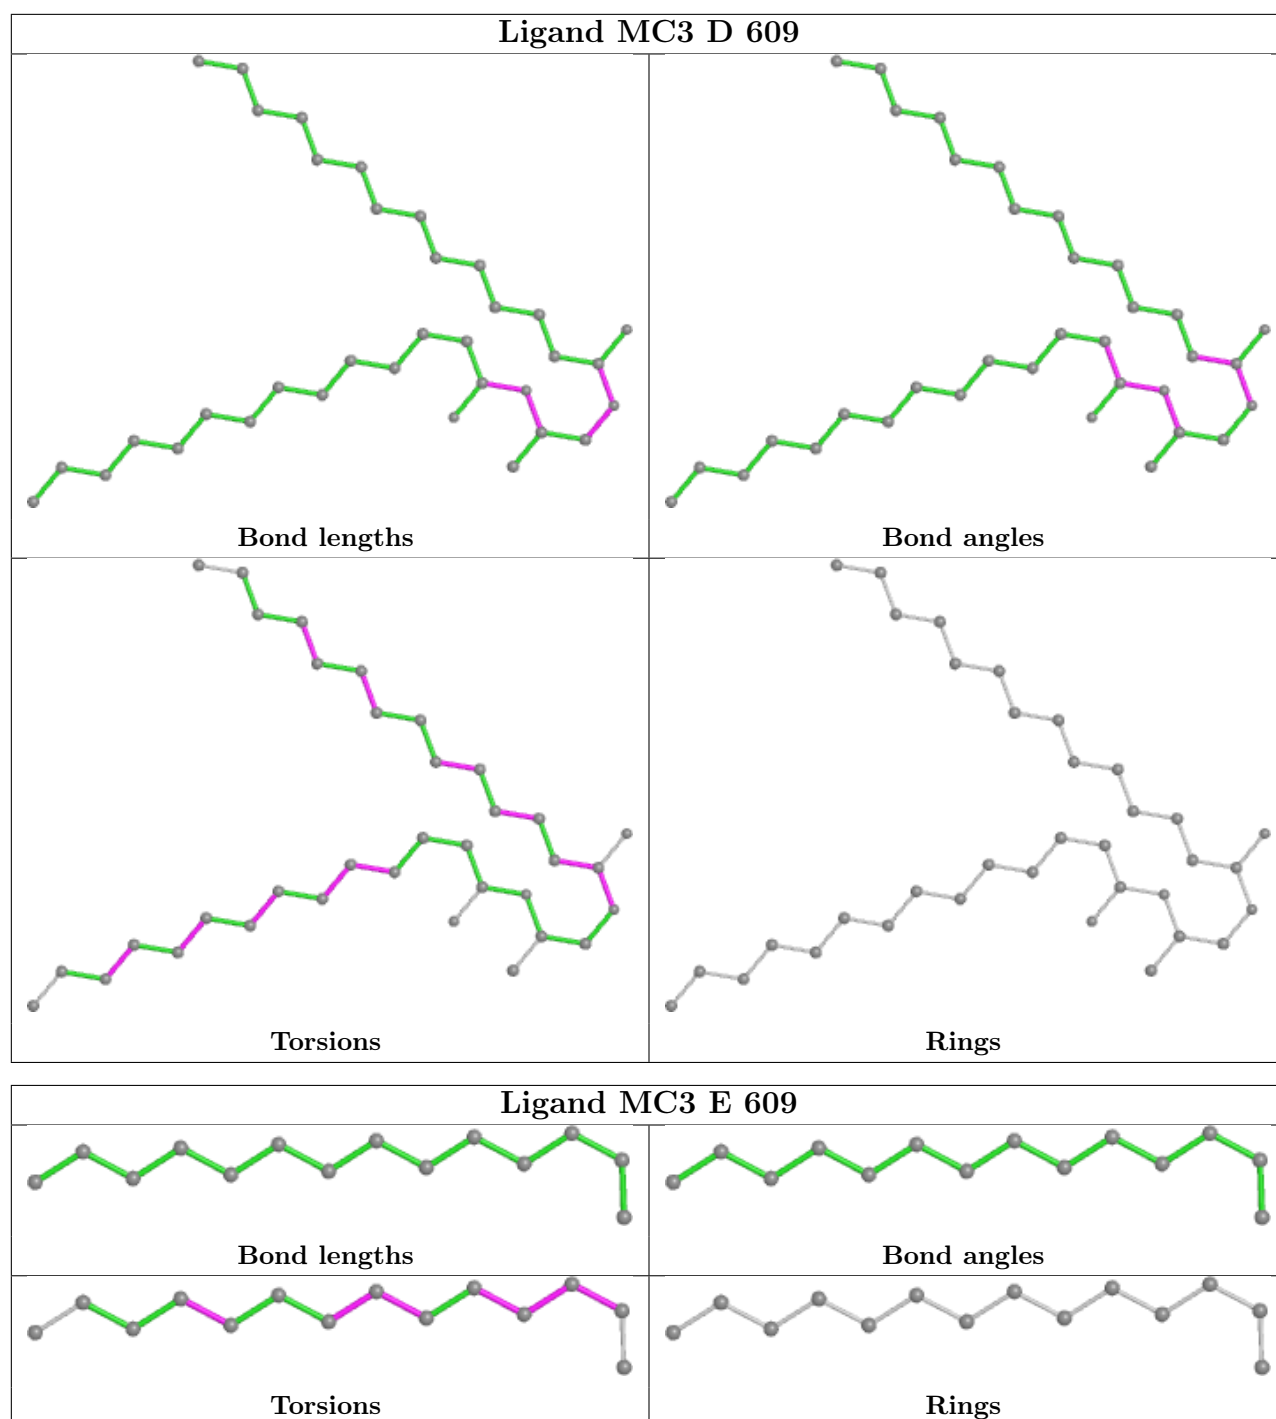 Ligand MC3 D 609
Bond lengths
Bond angles
Torsions
Rings
Ligand MC3 E 609
Bond lengths
Bond angles
Torsions
Rings